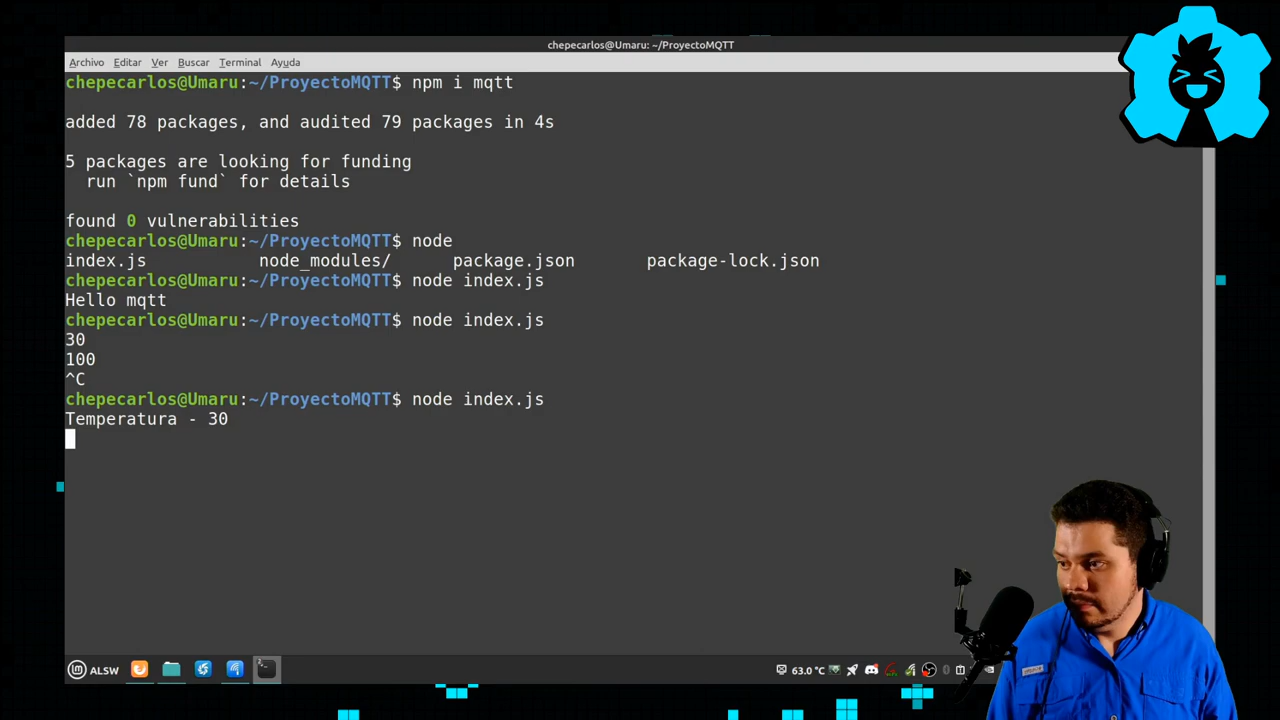 chepecarlos@Umaru: ~/ProyectoMQTT
Archivo Editar Ver Buscar Terminal Ayuda
chepecarlos@Umaru:~/ProyectoMQTT$ npm i mqtt
added 78 packages, and audited 79 packages in 4s
5 packages are looking for funding
run `npm fund` for details
found 0 vulnerabilities
chepecarlos@Umaru:~/ProyectoMQTT$ node
index.js node_modules/ package.json package-lock.json
chepecarlos@Umaru:~/ProyectoMQTT$ node index.js
Hello mqtt
chepecarlos@Umaru:~/ProyectoMQTT$ node index.js
30
100
^C
chepecarlos@Umaru:~/ProyectoMQTT$ node index.js
Temperatura - 30
ALSW 63.0 °C